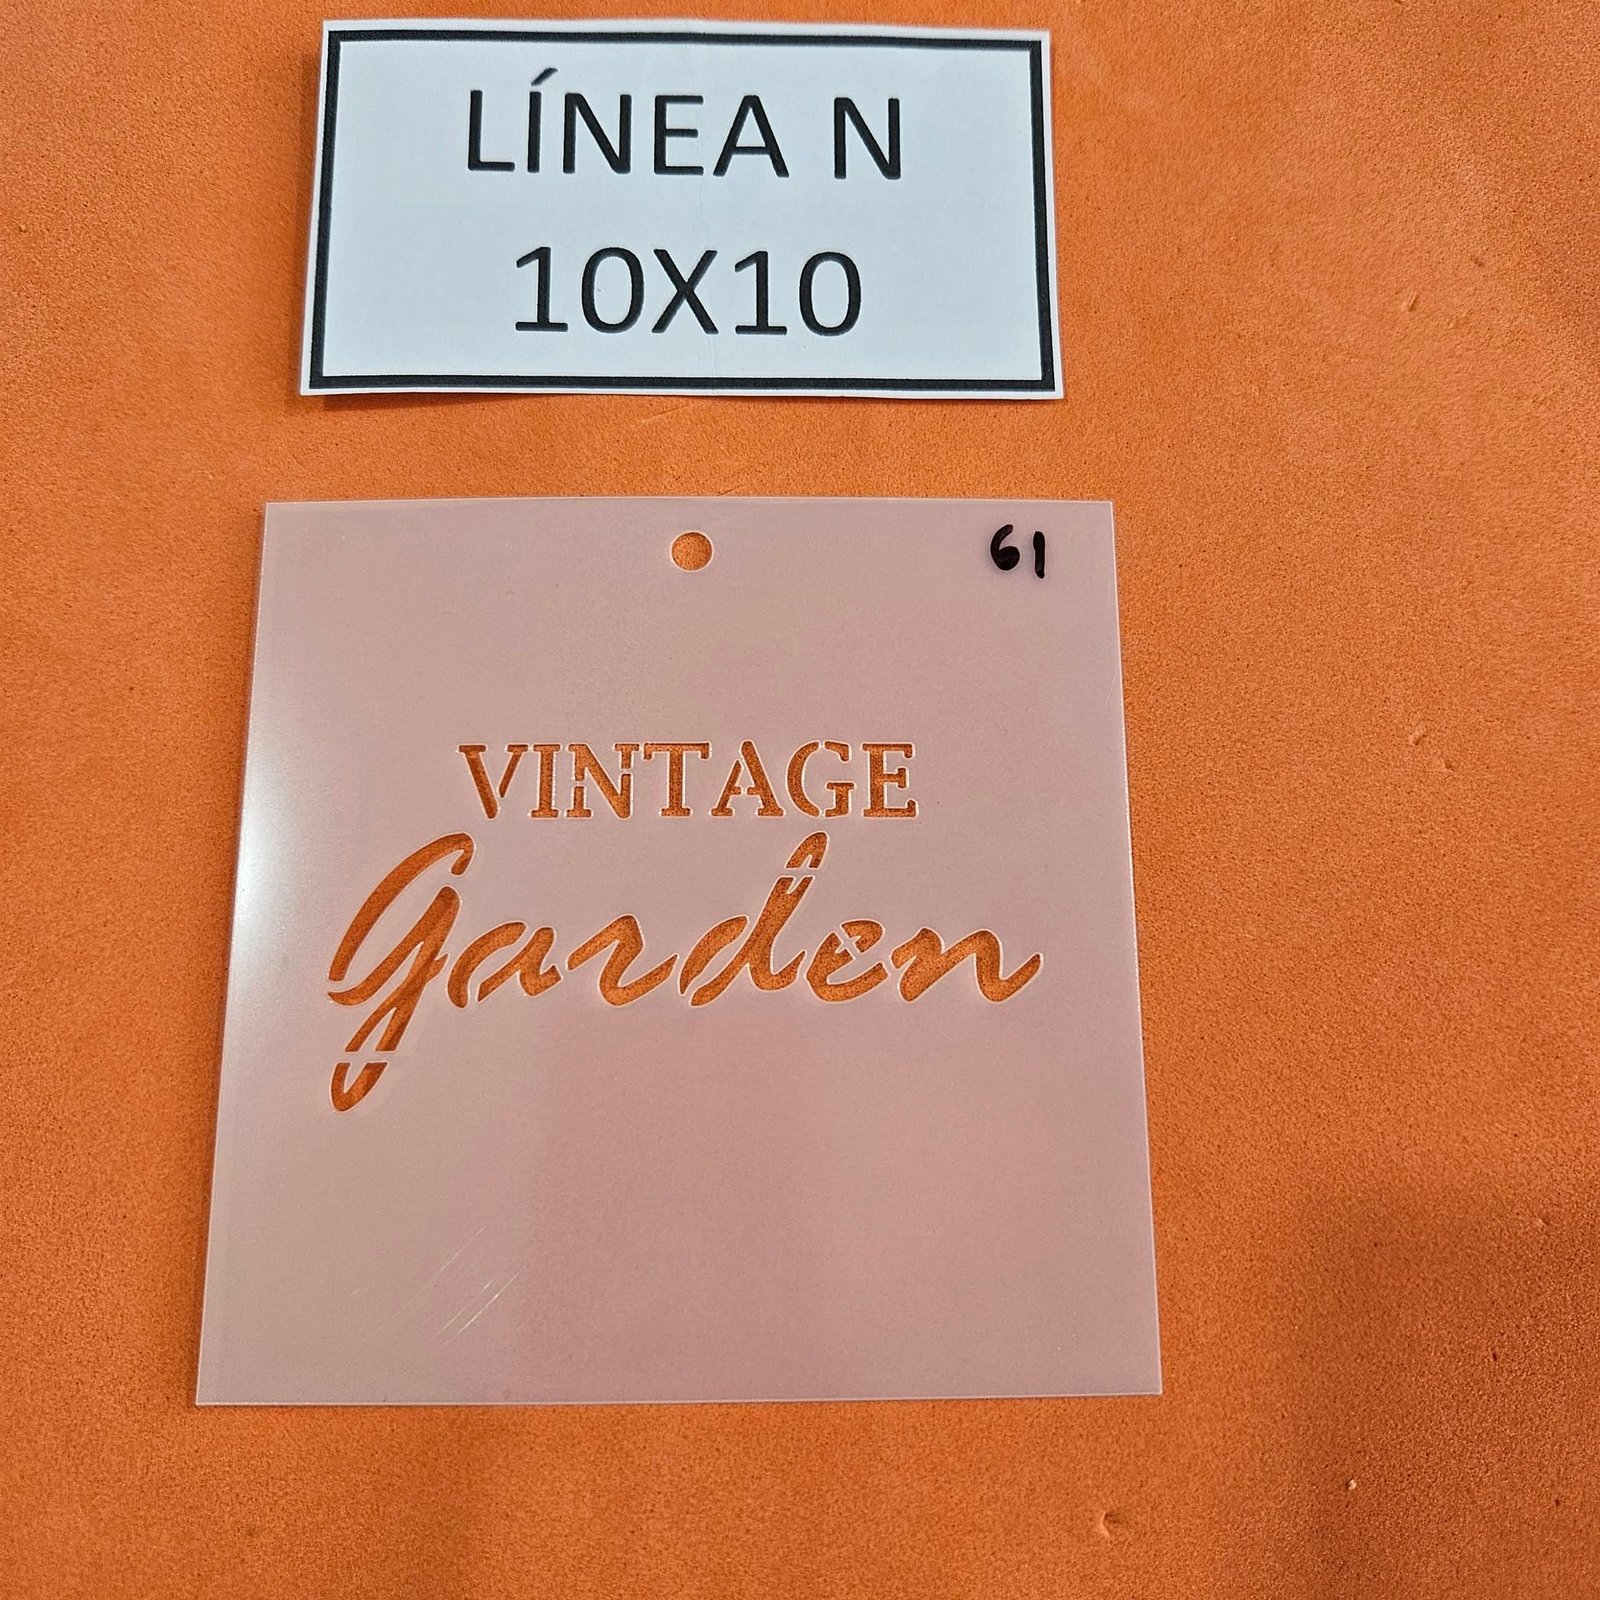 LÍNEA N
10X10
61
VINTAGE
Garden